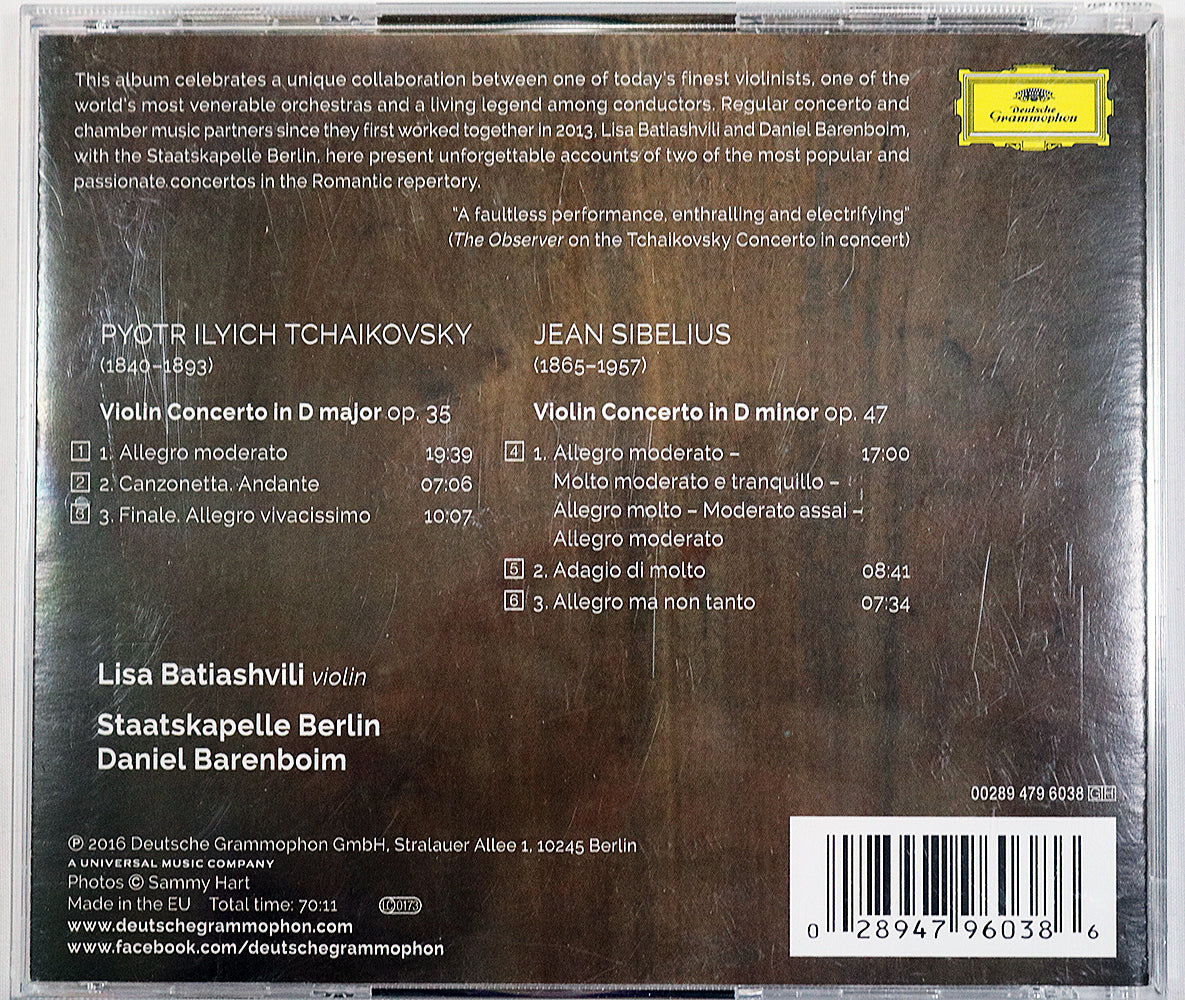 This album celebrates a unique collaboration between one of today's finest violinists, one of the
world's most venerable orchestras and a living legend among conductors. Regular concerto and
chamber music partners since they first worked together in 2013, Lisa Batiashvili and Daniel Barenboim,
with the Staatskapelle Berlin, here present unforgettable accounts of two of the most popular and
passionate concertos in the Romantic repertory.
"A faultless performance, enthralling and electrifying"
(The Observer on the Tchaikovsky Concerto in concert)
Deutsche
Grammophon
PYOTR ILYICH TCHAIKOVSKY
(1840–1893)
Violin Concerto in D major op. 35
1 1. Allegro moderato 19:39
2 2. Canzonetta. Andante 07:06
3 3. Finale. Allegro vivacissimo 10:07
JEAN SIBELIUS
(1865–1957)
Violin Concerto in D minor op. 47
4 1. Allegro moderato – 17:00
Molto moderato e tranquillo –
Allegro molto – Moderato assai –
Allegro moderato
5 2. Adagio di molto 08:41
6 3. Allegro ma non tanto 07:34
Lisa Batiashvili violin
Staatskapelle Berlin
Daniel Barenboim
00289 479 6038 GH
℗ 2016 Deutsche Grammophon GmbH, Stralauer Allee 1, 10245 Berlin
A UNIVERSAL MUSIC COMPANY
Photos © Sammy Hart
Made in the EU Total time: 70:11 LC 0173
www.deutschegrammophon.com
www.facebook.com/deutschegrammophon
0 28947 96038 6